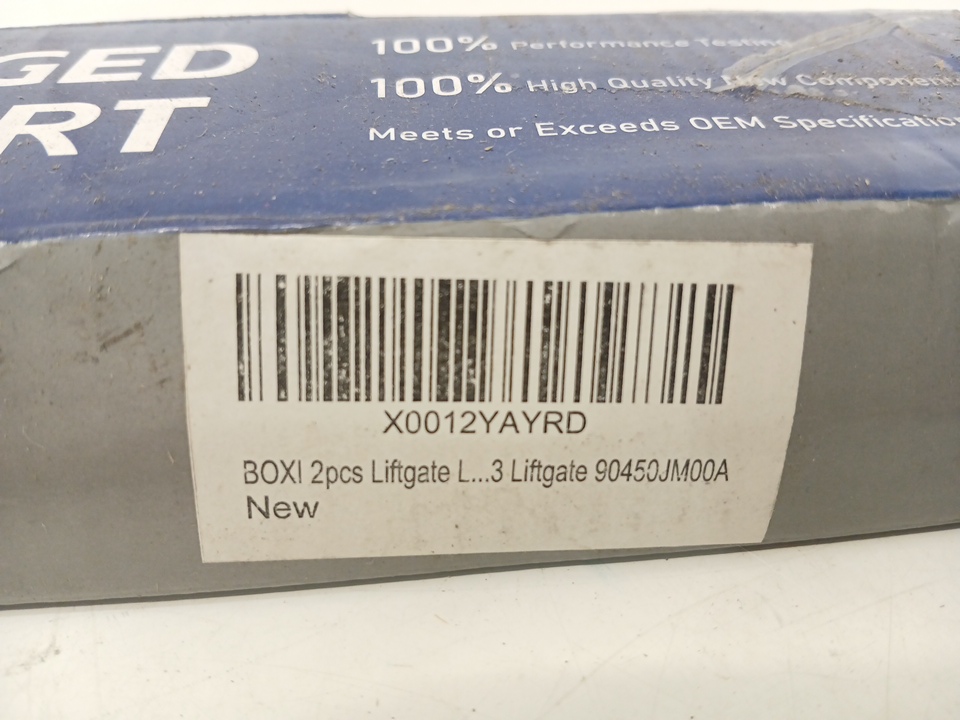 GED
RT
100% Performance Testing
100% High Quality New Components
Meets or Exceeds OEM Specification
X0012YAYRD
BOXI 2pcs Liftgate L...3 Liftgate 90450JM00A
New